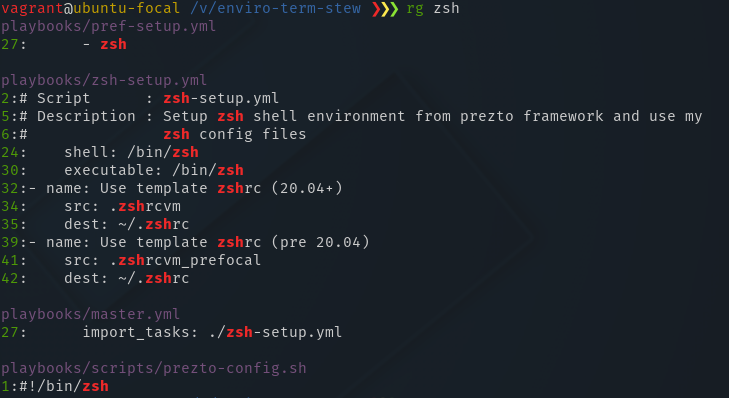 vagrant@ubuntu-focal /v/enviro-term-stew ❯❯❯ rg zsh
playbooks/pref-setup.yml
27:      - zsh

playbooks/zsh-setup.yml
2:# Script      : zsh-setup.yml
5:# Description : Setup zsh shell environment from prezto framework and use my
6:#               zsh config files
24:    shell: /bin/zsh
30:    executable: /bin/zsh
32:- name: Use template zshrc (20.04+)
34:    src: .zshrcvm
35:    dest: ~/.zshrc
39:- name: Use template zshrc (pre 20.04)
41:    src: .zshrcvm_prefocal
42:    dest: ~/.zshrc

playbooks/master.yml
27:      import_tasks: ./zsh-setup.yml

playbooks/scripts/prezto-config.sh
1:#!/bin/zsh